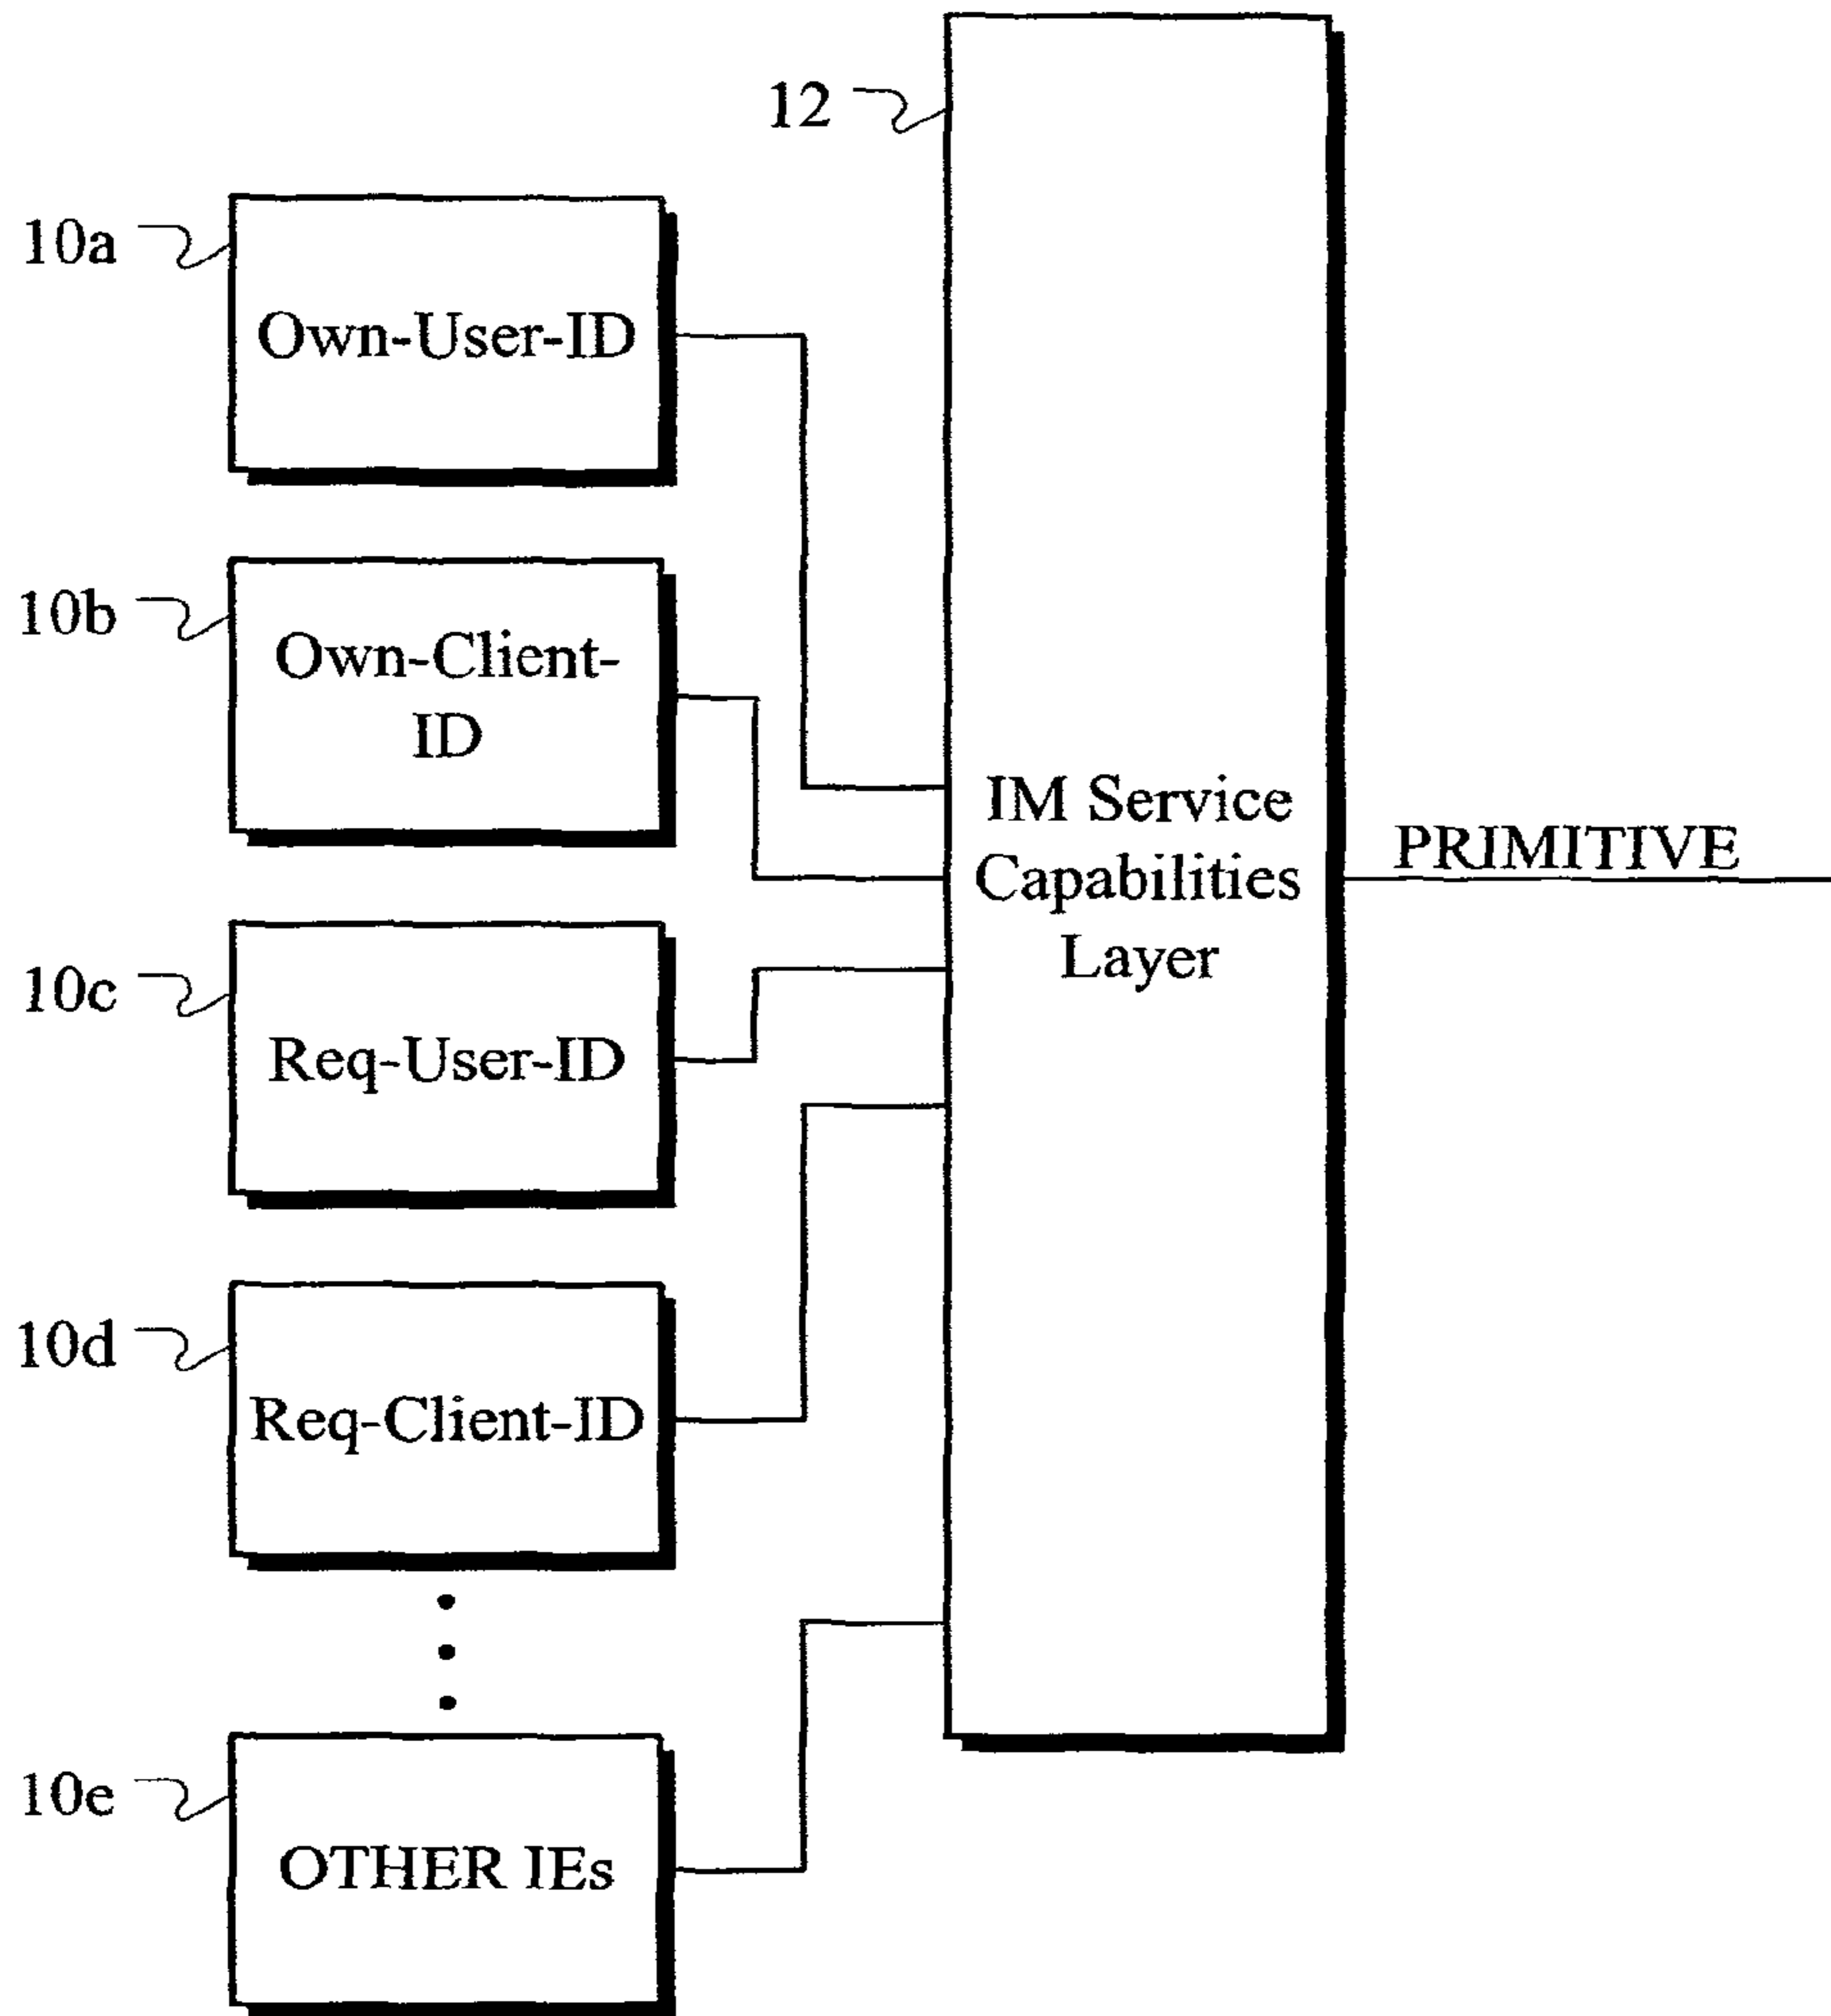 12
10a
Own-User-ID
10b
Own-Client-
ID
IM Service
Capabilities
Layer
PRIMITIVE
10c
Req-User-ID
10d
Req-Client-ID
10e
OTHER IEs